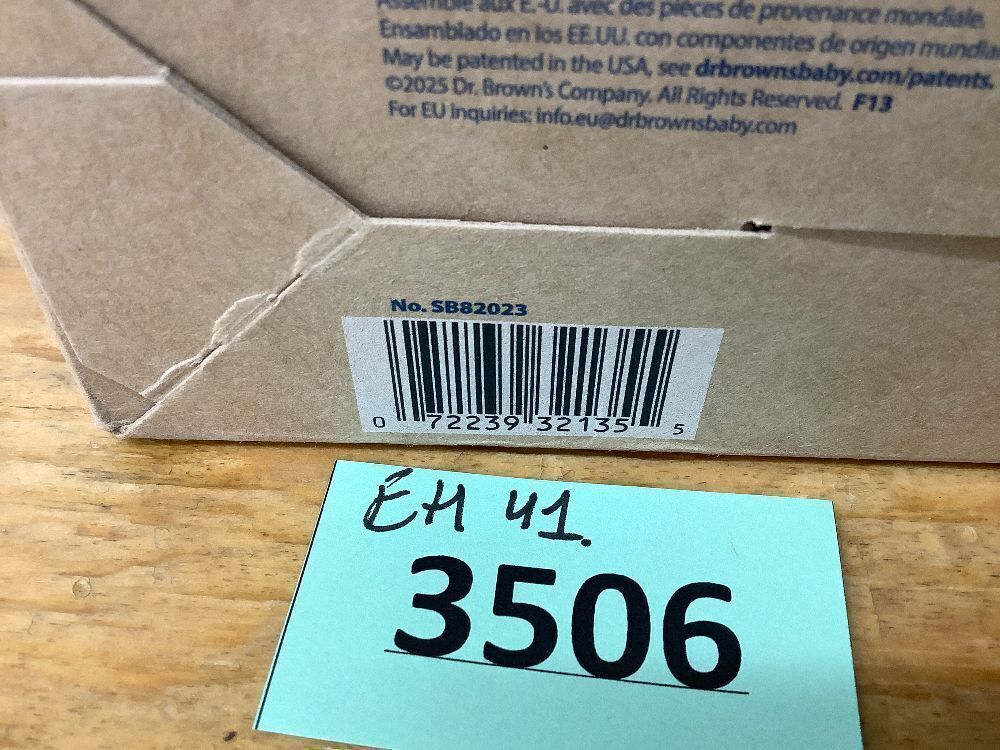 Assemblé aux É.-U. avec des pièces de provenance mondiale.
Ensamblado en los EE.UU. con componentes de origen mundial
May be patented in the USA, see drbrownsbaby.com/patents.
©2025 Dr. Brown's Company. All Rights Reserved. F13
For EU inquiries: info.eu@drbrownsbaby.com
No. SB82023
0 72239 32135 5
EH 41.
3506